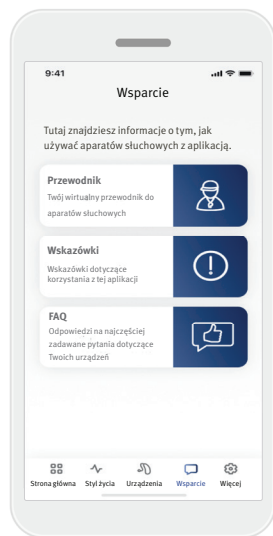 9:41
Wsparcie
Tutaj znajdziesz informacje o tym, jak
używać aparatów słuchowych z aplikacją.
Przewodnik
Twój wirtualny przewodnik do
aparatów słuchowych
Wskazówki
Wskazówki dotyczące
korzystania z tej aplikacji
FAQ
Odpowiedzi na najczęściej
zadawane pytania dotyczące
Twoich urządzeń
Strona główna Styl życia Urządzenia Wsparcie Więcej